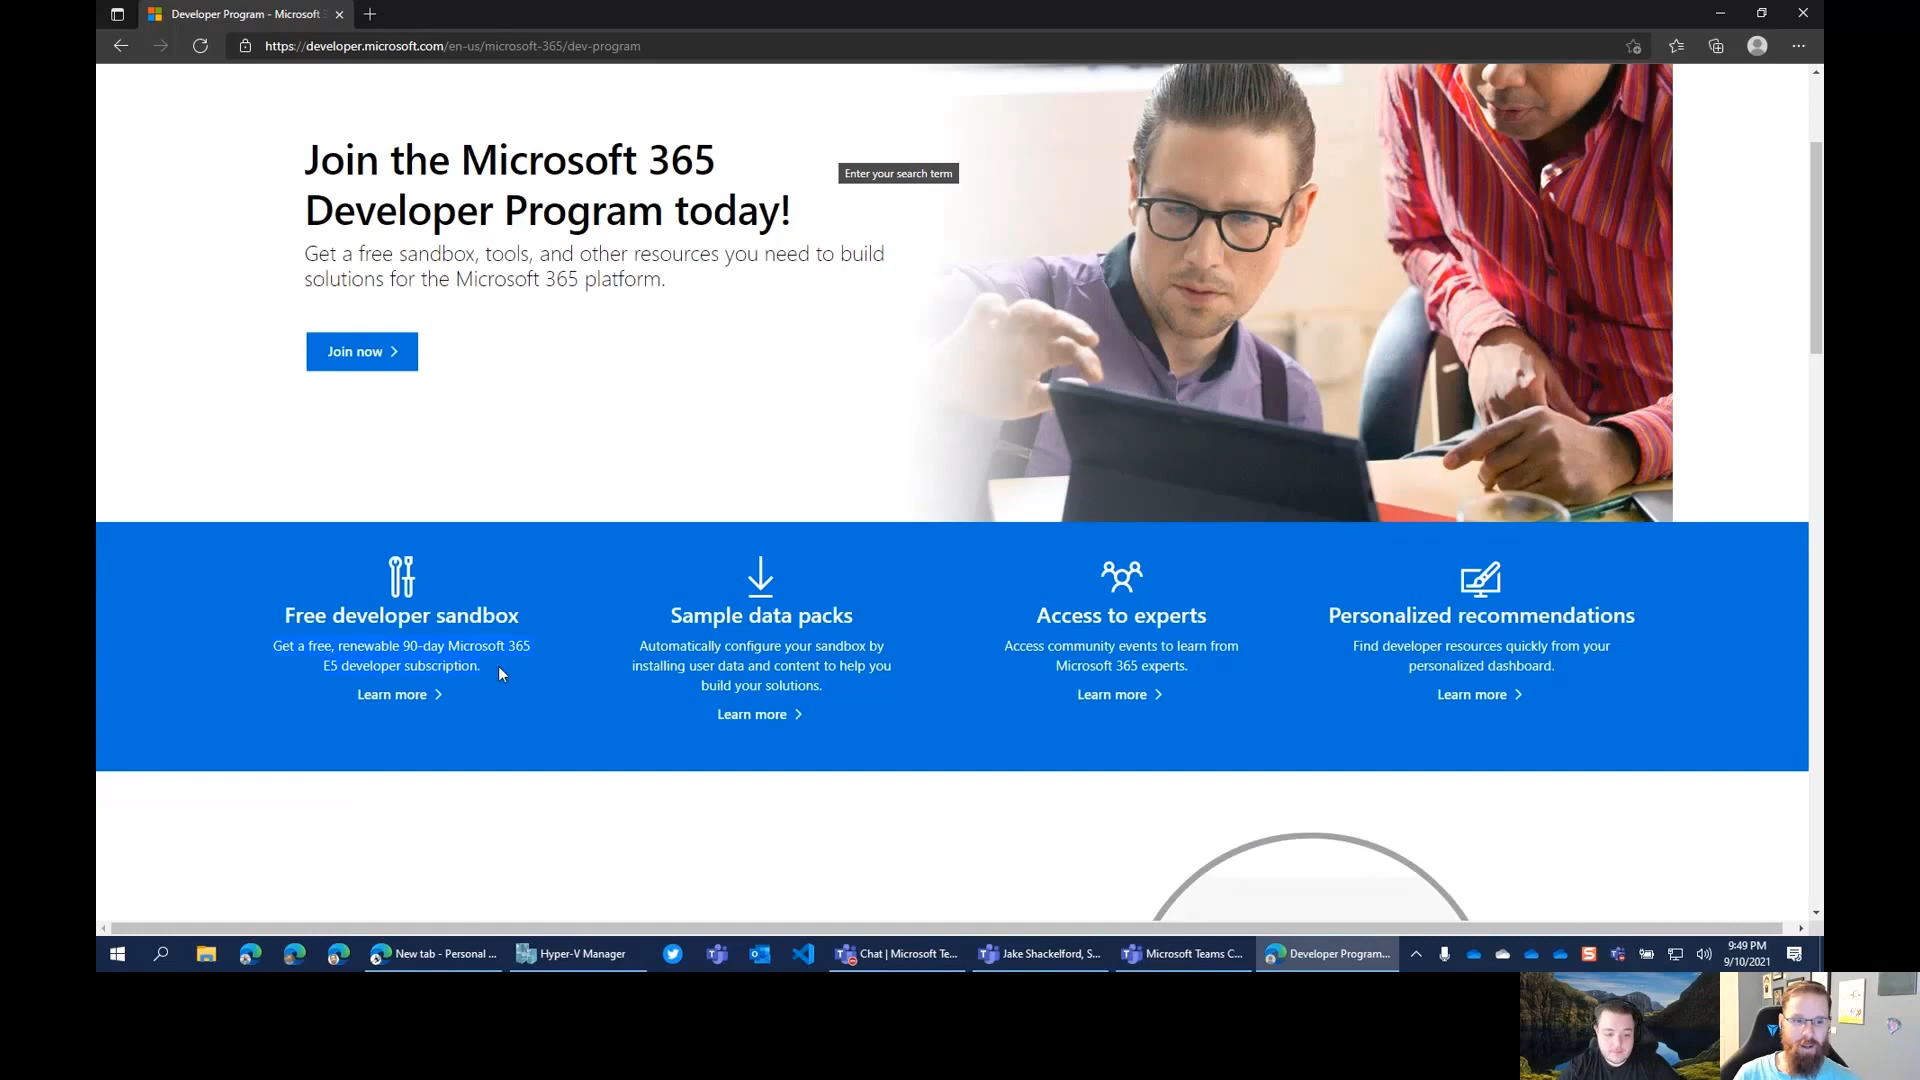 Developer Program - Microsoft
https://developer.microsoft.com/en-us/microsoft-365/dev-program
Join the Microsoft 365
Developer Program today!
Enter your search term
Get a free sandbox, tools, and other resources you need to build
solutions for the Microsoft 365 platform.
Join now
Free developer sandbox
Get a free, renewable 90-day Microsoft 365
E5 developer subscription.
Learn more
Sample data packs
Automatically configure your sandbox by
installing user data and content to help you
build your solutions.
Learn more
Access to experts
Access community events to learn from
Microsoft 365 experts.
Learn more
Personalized recommendations
Find developer resources quickly from your
personalized dashboard.
Learn more
New tab - Personal ...
Hyper-V Manager
Chat | Microsoft Te...
Jake Shackelford, S...
Microsoft Teams C...
Developer Program...
9:49 PM
9/10/2021